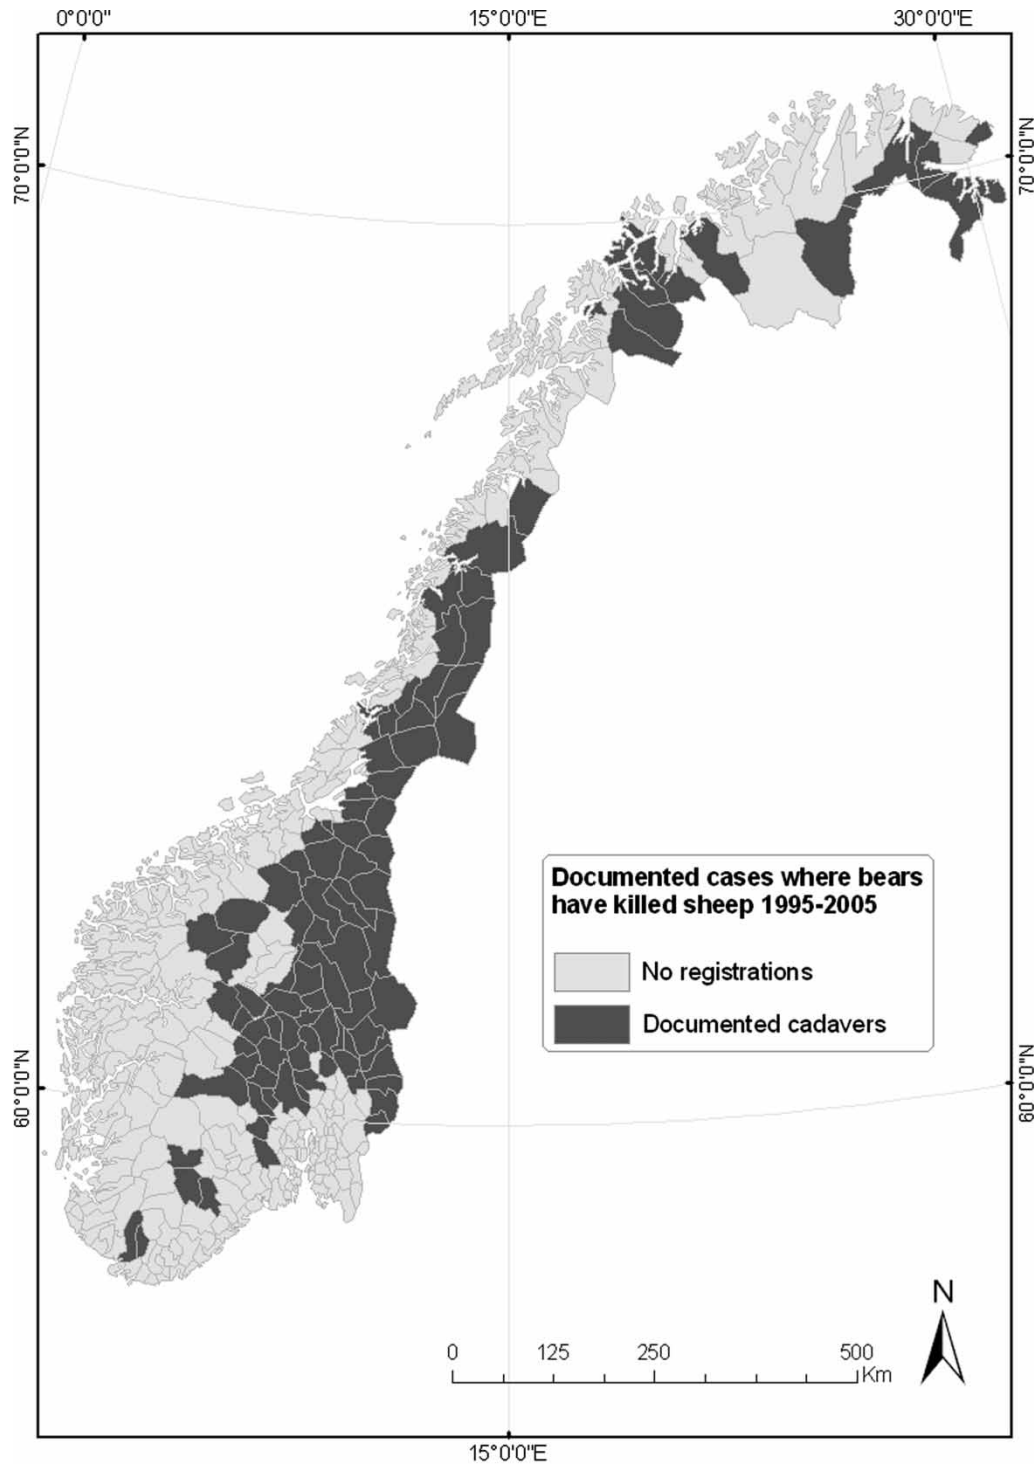 0°0'0"
15°0'0"E
30°0'0"E
70°0'0"N
70°0'0"N
Documented cases where bears
have killed sheep 1995-2005
No registrations
Documented cadavers
60°0'0"N
60°0'0"N
N
0 125 250 500
Km
15°0'0"E